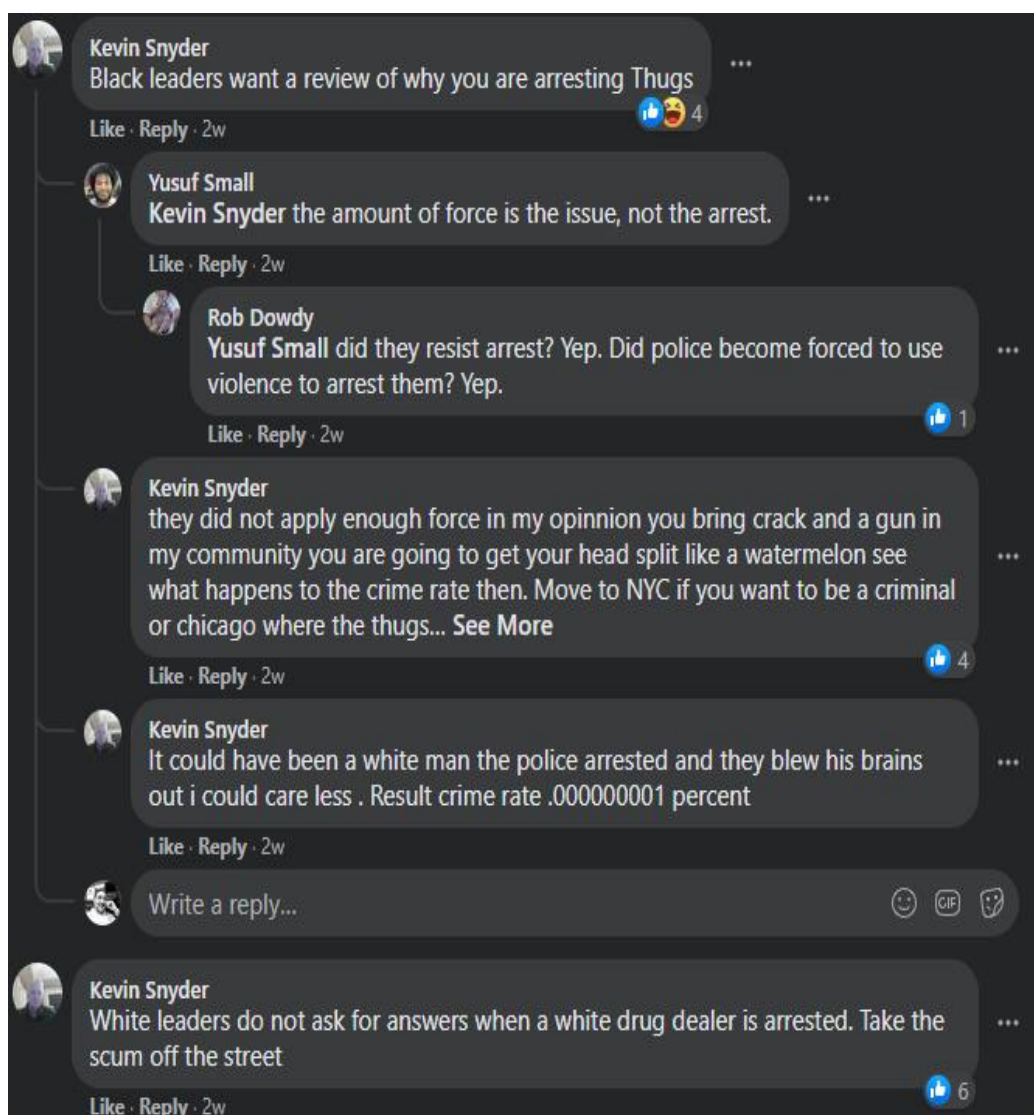 Kevin Snyder
Black leaders want a review of why you are arresting Thugs
4
Like · Reply · 2w
Yusuf Small
Kevin Snyder the amount of force is the issue, not the arrest.
Like · Reply · 2w
Rob Dowdy
Yusuf Small did they resist arrest? Yep. Did police become forced to use
violence to arrest them? Yep.
1
Like · Reply · 2w
Kevin Snyder
they did not apply enough force in my opinnion you bring crack and a gun in
my community you are going to get your head split like a watermelon see
what happens to the crime rate then. Move to NYC if you want to be a criminal
or chicago where the thugs... See More
4
Like · Reply · 2w
Kevin Snyder
It could have been a white man the police arrested and they blew his brains
out i could care less . Result crime rate .000000001 percent
Like · Reply · 2w
Write a reply...
GIF
Kevin Snyder
White leaders do not ask for answers when a white drug dealer is arrested. Take the
scum off the street
6
Like · Reply · 2w